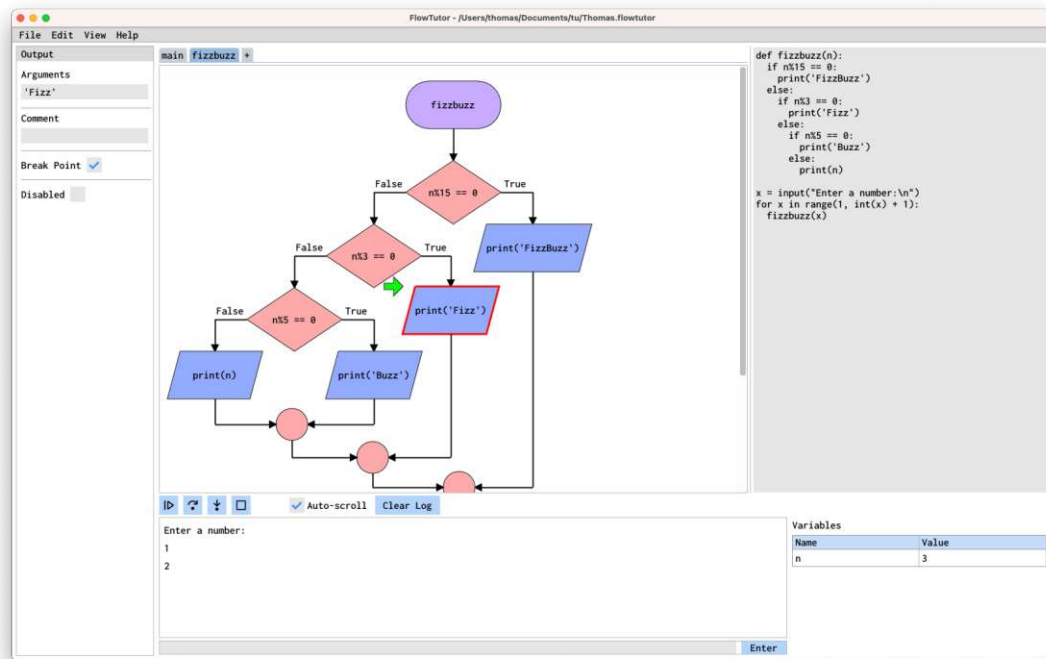 FlowTutor - /Users/thomas/Documents/tu/Thomas.flowtutor
File Edit View Help
Output
Arguments
'Fizz'
Comment
Break Point
Disabled
main fizzbuzz +
fizzbuzz
False True
n%15 == 0
print('FizzBuzz')
False True
n%3 == 0
print('Fizz')
False True
n%5 == 0
print(n)
print('Buzz')
def fizzbuzz(n):
  if n%15 == 0:
    print('FizzBuzz')
  else:
    if n%3 == 0:
      print('Fizz')
    else:
      if n%5 == 0:
        print('Buzz')
      else:
        print(n)
x = input("Enter a number:\n")
for x in range(1, int(x) + 1):
  fizzbuzz(x)
Auto-scroll Clear Log
Enter a number:
1
2
Enter
Variables
Name Value
n 3